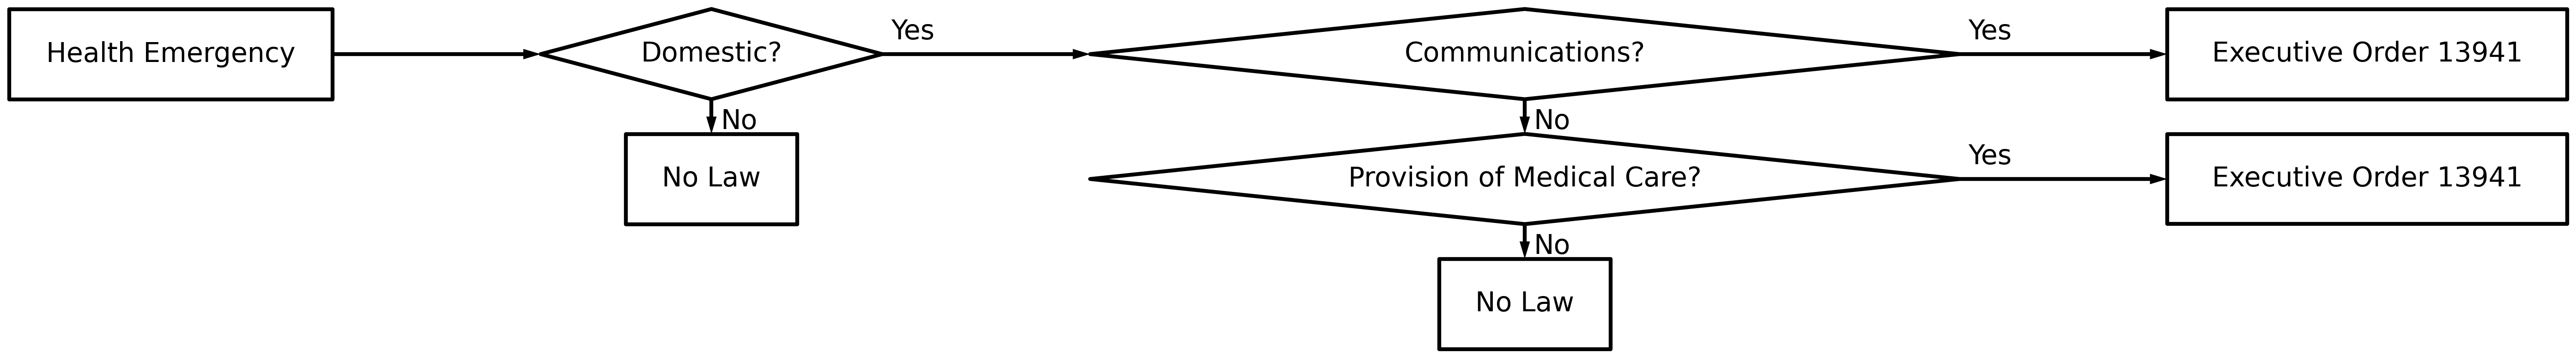 Health Emergency
Domestic?
Yes
Communications?
Yes
Executive Order 13941
No
No
No Law
Provision of Medical Care?
Yes
Executive Order 13941
No
No Law